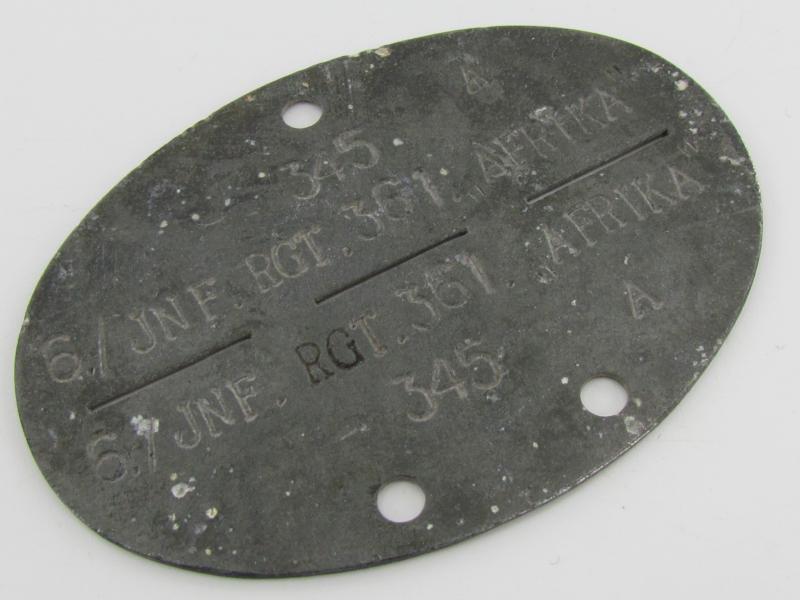 A
- 345
6./JNF.RGT.361 „AFRIKA"
6./JNF. RGT.361 „AFRIKA"
- 345 A